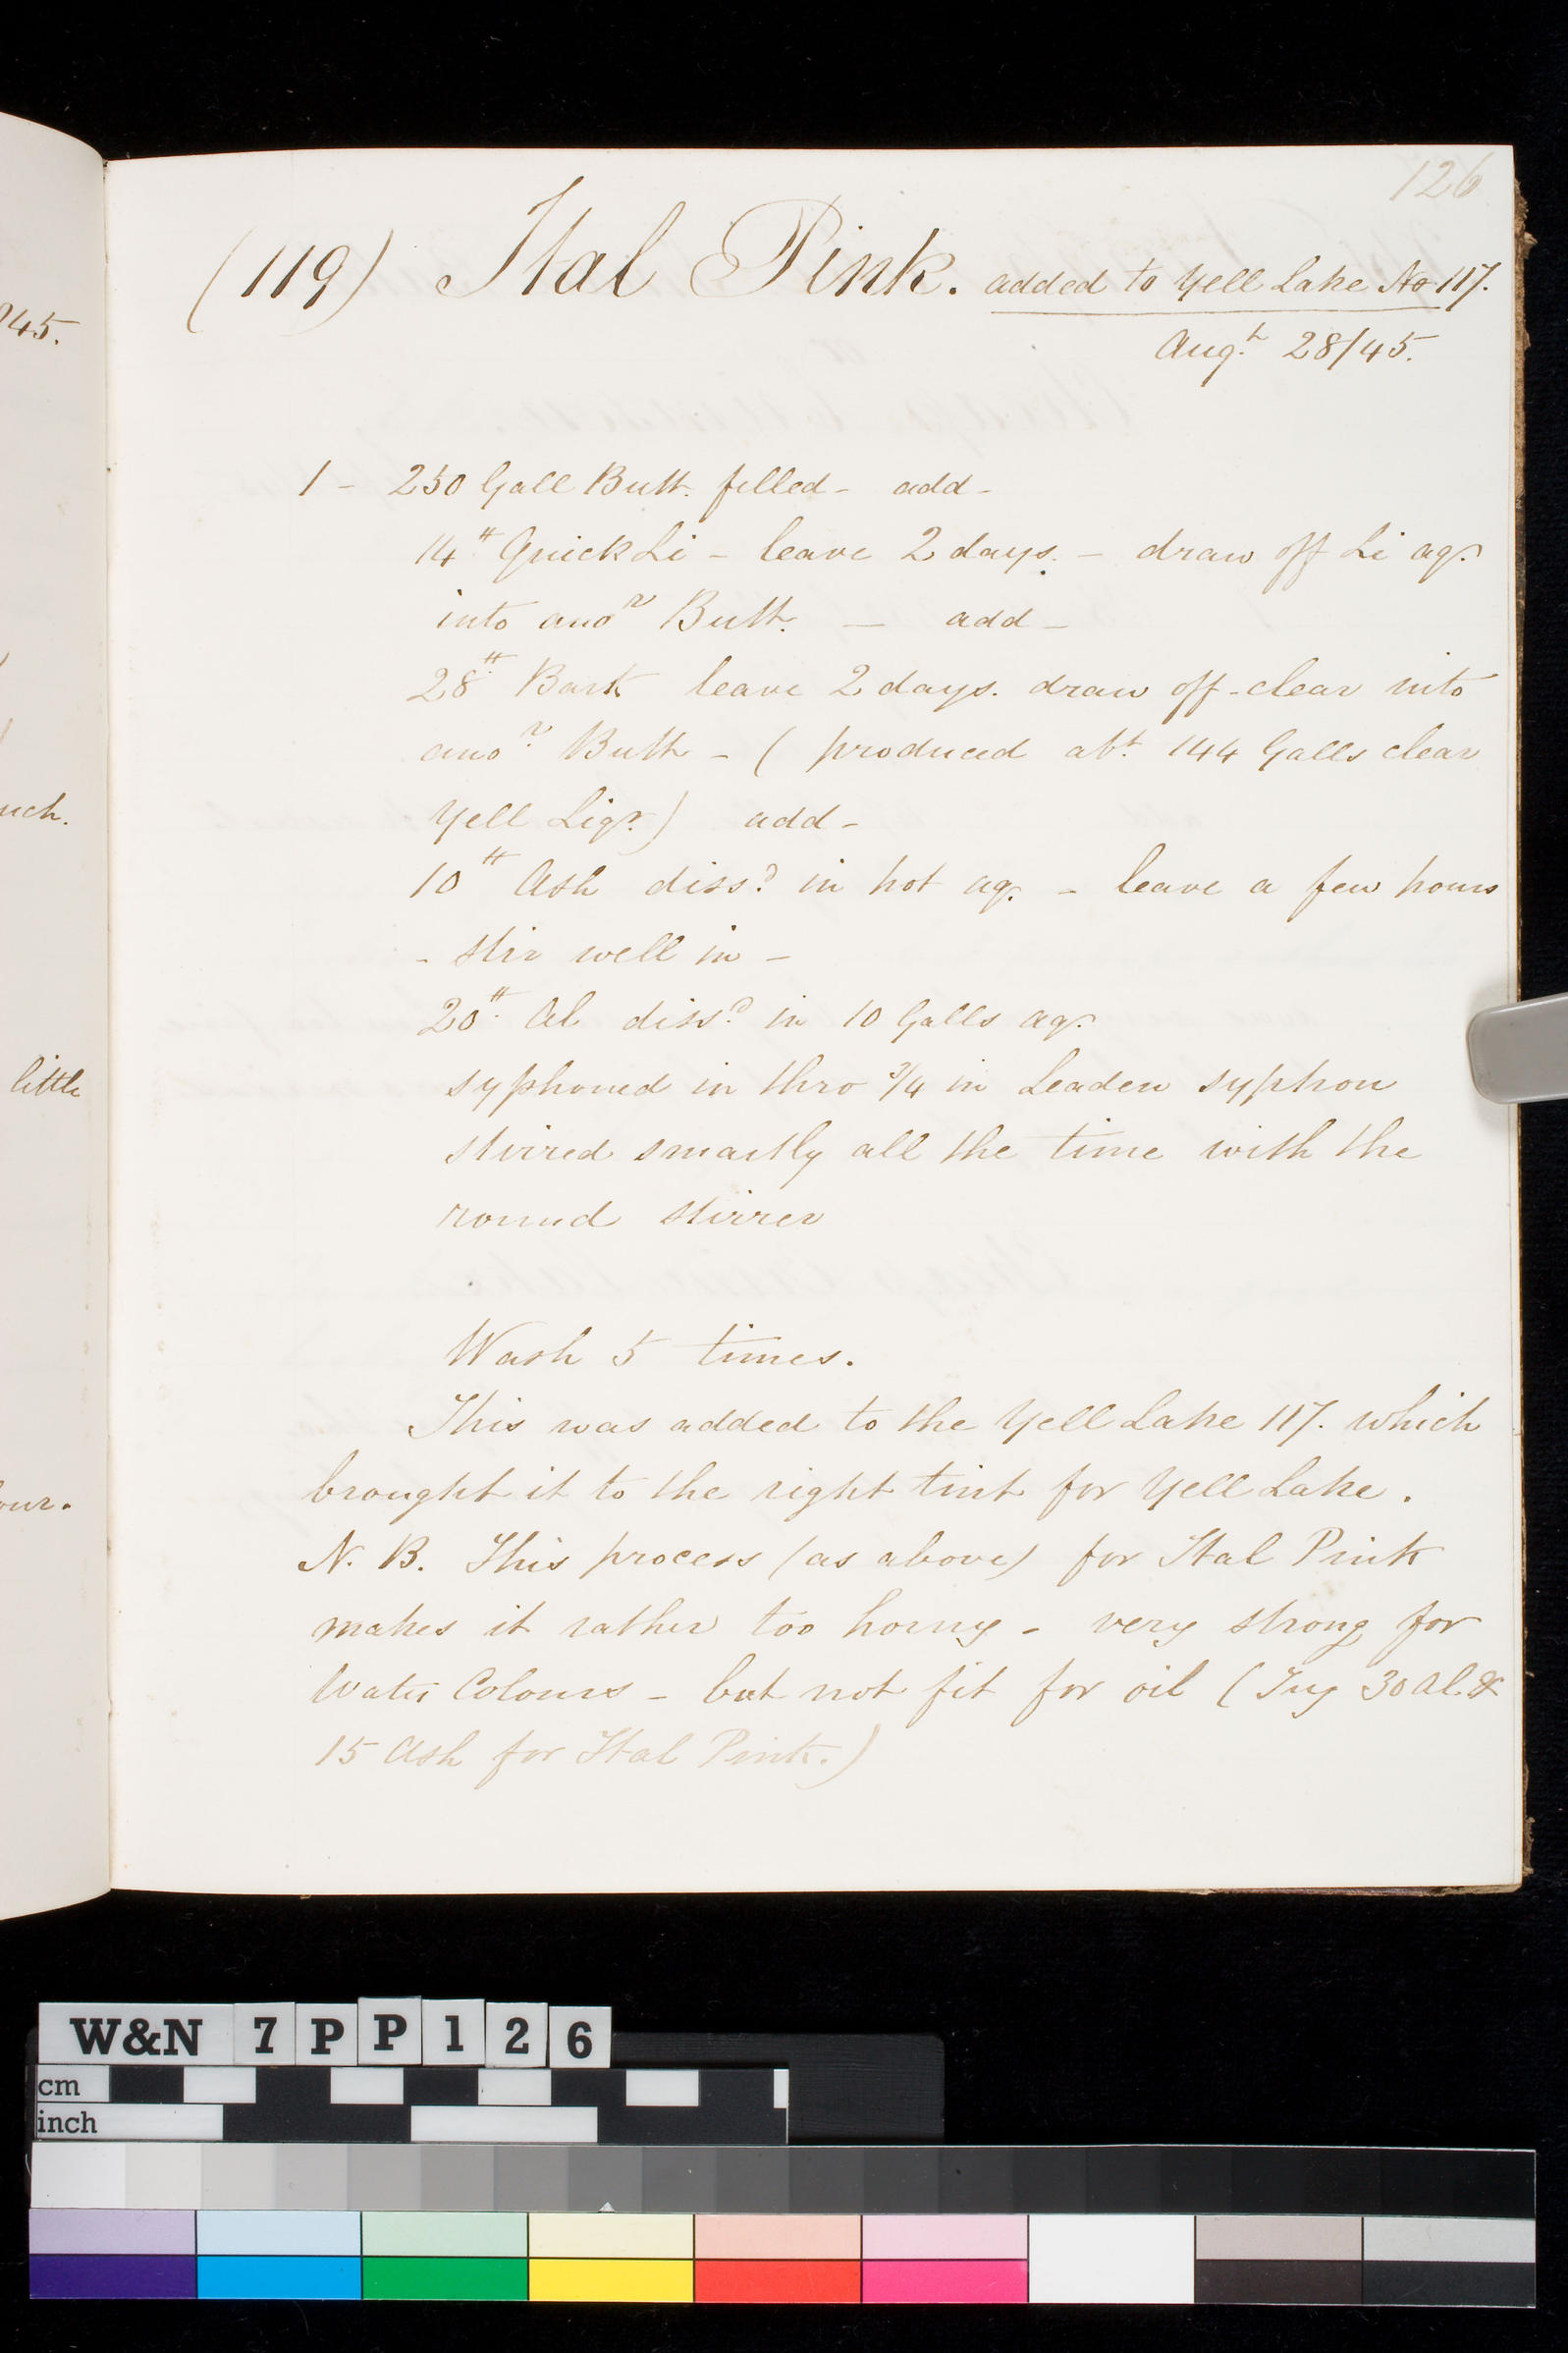 126
(119) Ital Pink. added to Yell Lake No 117.
Augt 28/45.
1 - 250 Gall Butt. filled - add -
14 # Quick Li - leave 2 days. - draw off Li aq.
into anor Butt. — add -
28 # Bark leave 2 days. draw off - clear into
anor Butt - ( produced abt 144 Galls clear
Yell Liqr.) add -
10 # Ash dissd in hot aq. - leave a few hours
- stir well in -
20 # Al dissd in 10 Galls aq.
syphoned in thro 3/4 in Leaden syphon
stirred smartly all the time with the
round stirrer
Wash 5 times.
This was added to the Yell Lake 117. which
brought it to the right tint for Yell Lake.
N. B. This process (as above) for Ital Pink
makes it rather too horny - very strong for
Water Colours - but not fit for oil (Try 30 Al. &
15 Ash for Ital Pink.)
945.
uch.
little
our.
W&N 7 P P 1 2 6
cm
inch